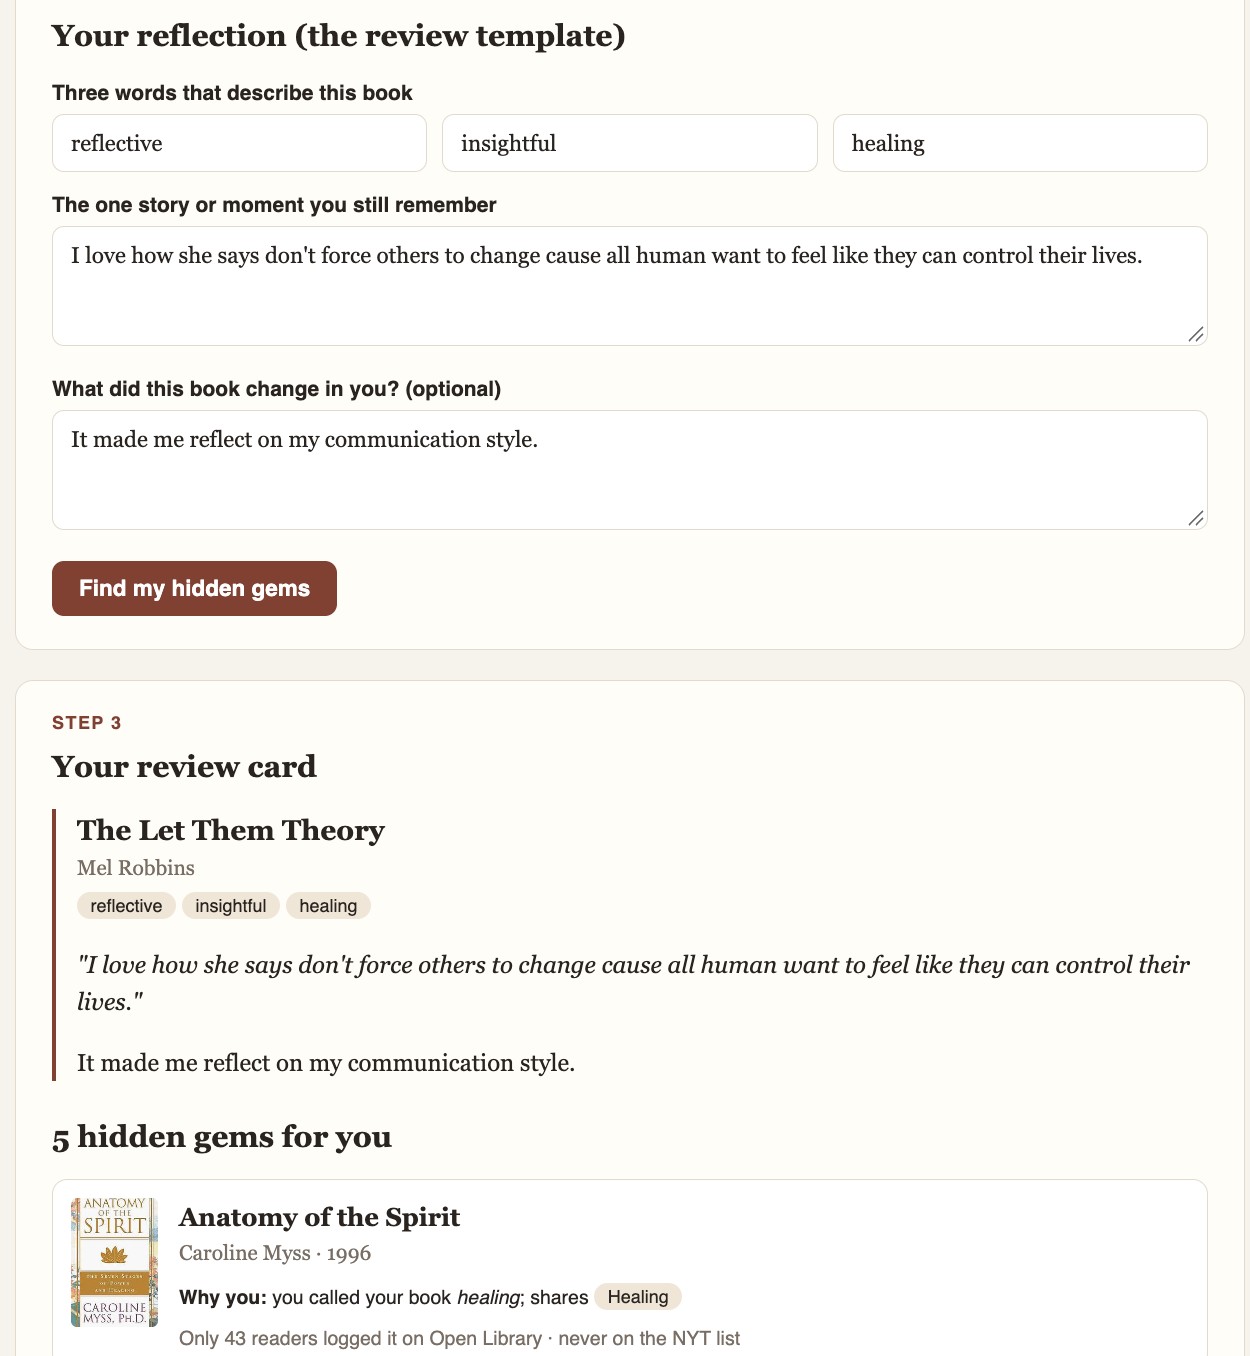 Your reflection (the review template)
Three words that describe this book
reflective insightful healing
The one story or moment you still remember
I love how she says don't force others to change cause all human want to feel like they can control their lives.
What did this book change in you? (optional)
It made me reflect on my communication style.
Find my hidden gems
STEP 3
Your review card
The Let Them Theory
Mel Robbins
reflective insightful healing
"I love how she says don't force others to change cause all human want to feel like they can control their
lives."
It made me reflect on my communication style.
5 hidden gems for you
ANATOMY
OF THE
SPIRIT
THE SEVEN STAGES
OF POWER
AND HEALING
CAROLINE
MYSS, PH.D.
Anatomy of the Spirit
Caroline Myss · 1996
Why you: you called your book healing; shares Healing
Only 43 readers logged it on Open Library · never on the NYT list